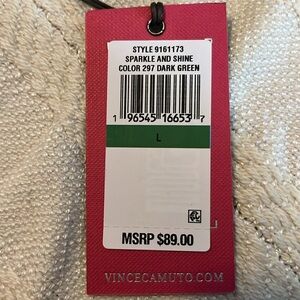 STYLE 9161173
SPARKLE AND SHINE
COLOR 297 DARK GREEN
1 96545 16653 7
L
MSRP $89.00
VINCECAMUTO.COM